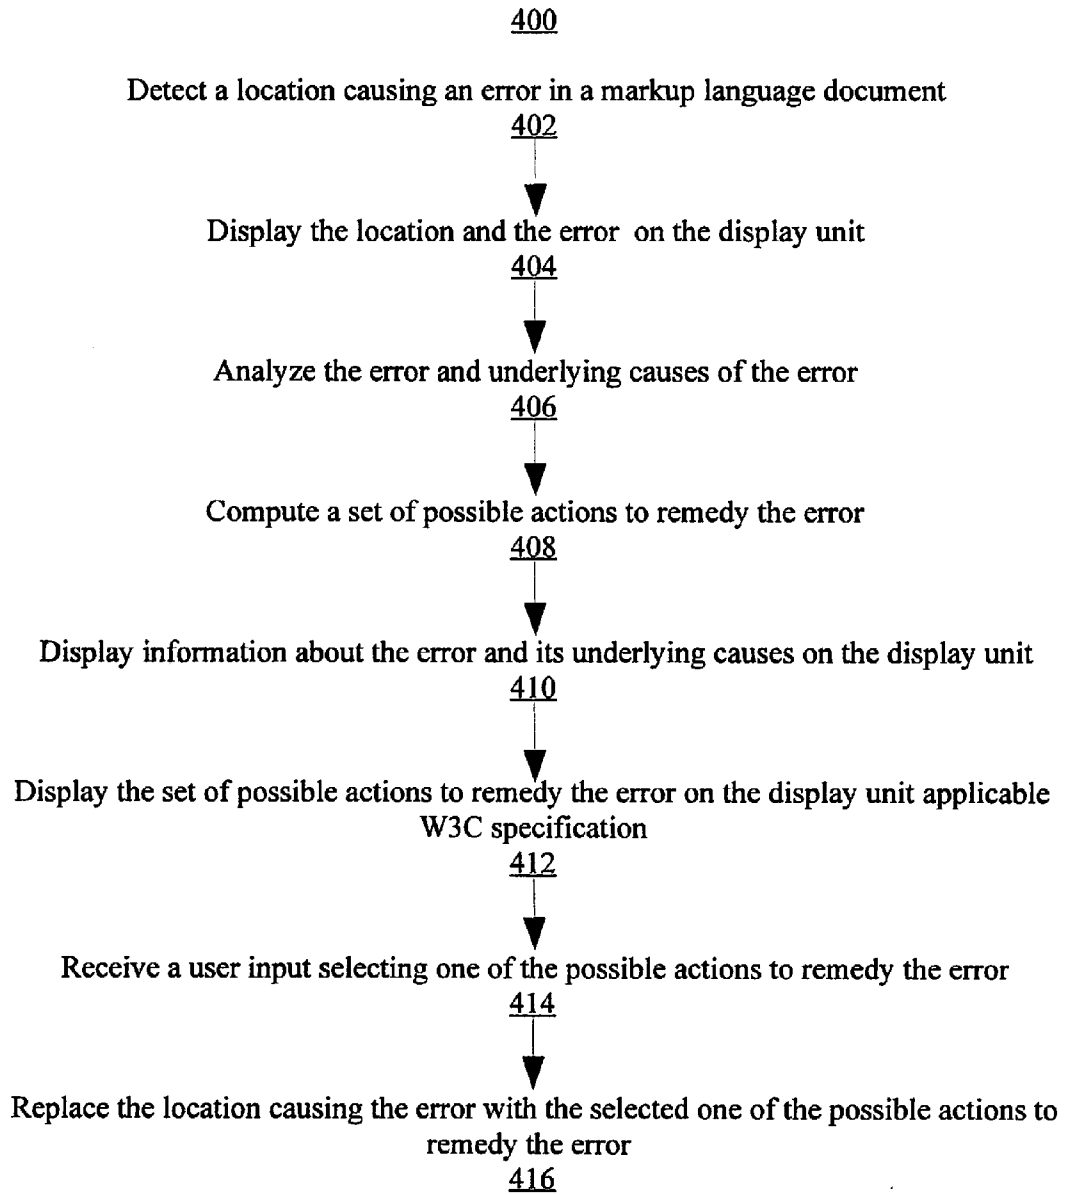 400
Detect a location causing an error in a markup language document
402
Display the location and the error on the display unit
404
Analyze the error and underlying causes of the error
406
Compute a set of possible actions to remedy the error
408
Display information about the error and its underlying causes on the display unit
410
Display the set of possible actions to remedy the error on the display unit applicable
W3C specification
412
Receive a user input selecting one of the possible actions to remedy the error
414
Replace the location causing the error with the selected one of the possible actions to
remedy the error
416